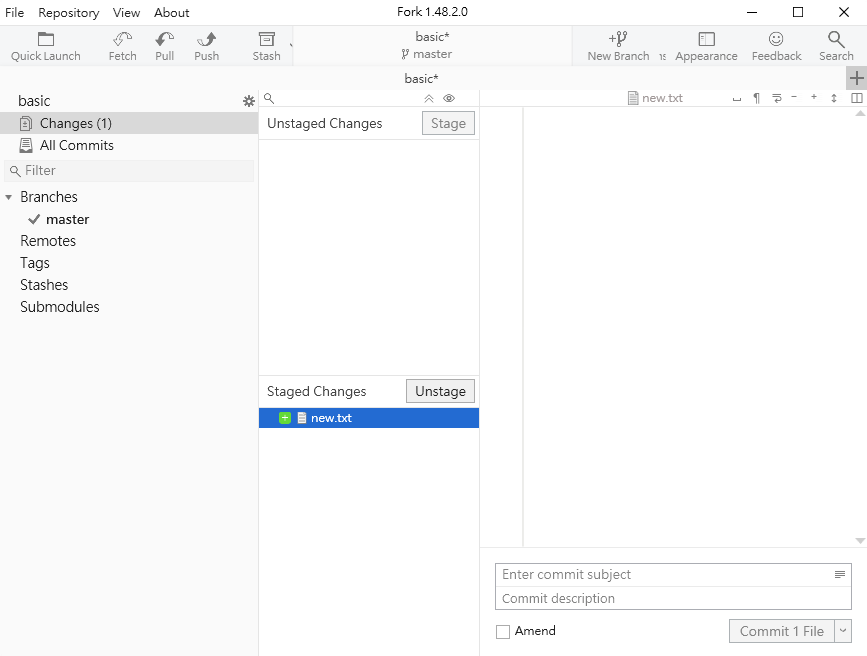 File Repository View About Fork 1.48.2.0
basic*
master
Quick Launch Fetch Pull Push Stash New Branch Appearance Feedback Search
basic*
basic
new.txt
Changes (1)
Unstaged Changes Stage
All Commits
Filter
Branches
master
Remotes
Tags
Stashes
Submodules
Staged Changes Unstage
new.txt
Enter commit subject
Commit description
Amend Commit 1 File